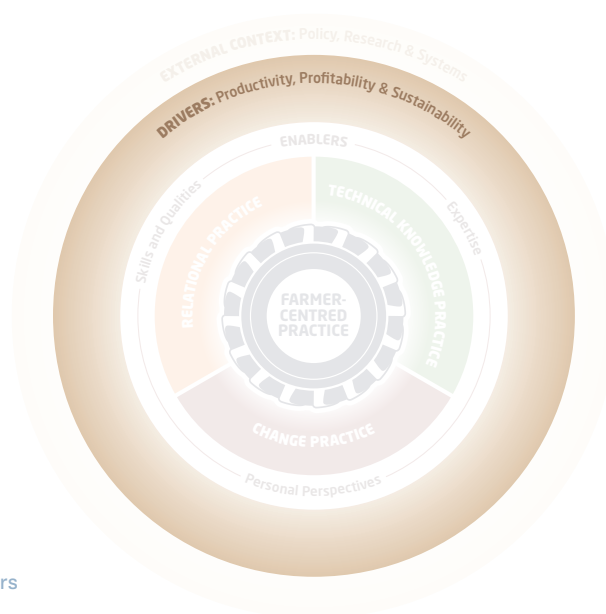 EXTERNAL CONTEXT: Policy, Research & Systems
DRIVERS: Productivity, Profitability & Sustainability
ENABLERS
Skills and Qualities
Expertise
RELATIONAL PRACTICE
TECHNICAL KNOWLEDGE PRACTICE
FARMER-
CENTRED
PRACTICE
CHANGE PRACTICE
Personal Perspectives
rs